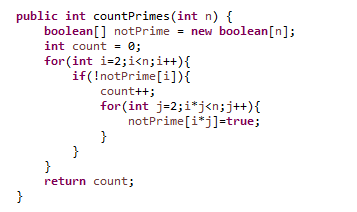 public int countPrimes(int n) {
    boolean[] notPrime = new boolean[n];
    int count = 0;
    for(int i=2;i<n;i++){
        if(!notPrime[i]){
            count++;
            for(int j=2;i*j<n;j++){
                notPrime[i*j]=true;
            }
        }
    }
    return count;
}